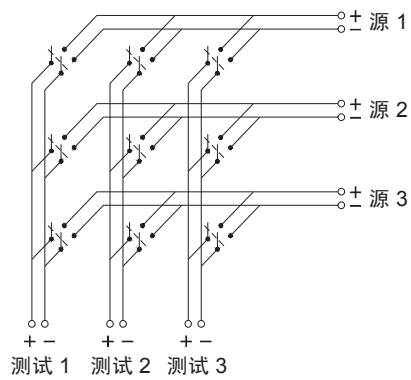 + 源 1
−
+ 源 2
−
+ 源 3
−
+ − + − + −
测试 1 测试 2 测试 3